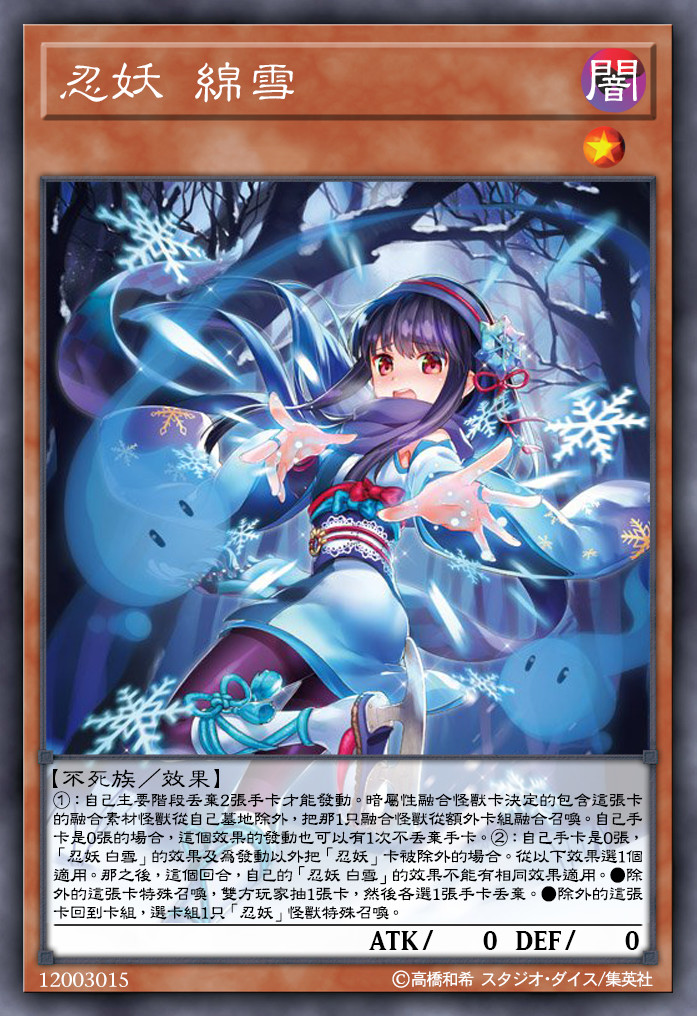 忍妖 綿雪
闇
【不死族／效果】
①：自己主要階段丟棄2張手卡才能發動。暗屬性融合怪獸卡決定的包含這張卡
的融合素材怪獸從自己墓地除外，把那1只融合怪獸從額外卡組融合召喚。自己手
卡是0張的場合，這個效果的發動也可以有1次不丟棄手卡。②：自己手卡是0張，
「忍妖 白雪」的效果及為發動以外把「忍妖」卡被除外的場合。從以下效果選1個
適用。那之後，這個回合，自己的「忍妖 白雪」的效果不能有相同效果適用。●除
外的這張卡特殊召喚，雙方玩家抽1張卡，然後各選1張手卡丟棄。●除外的這張
卡回到卡組，選卡組1只「忍妖」怪獸特殊召喚。
ATK/ 0 DEF/ 0
12003015 ©高橋和希 スタジオ・ダイス/集英社